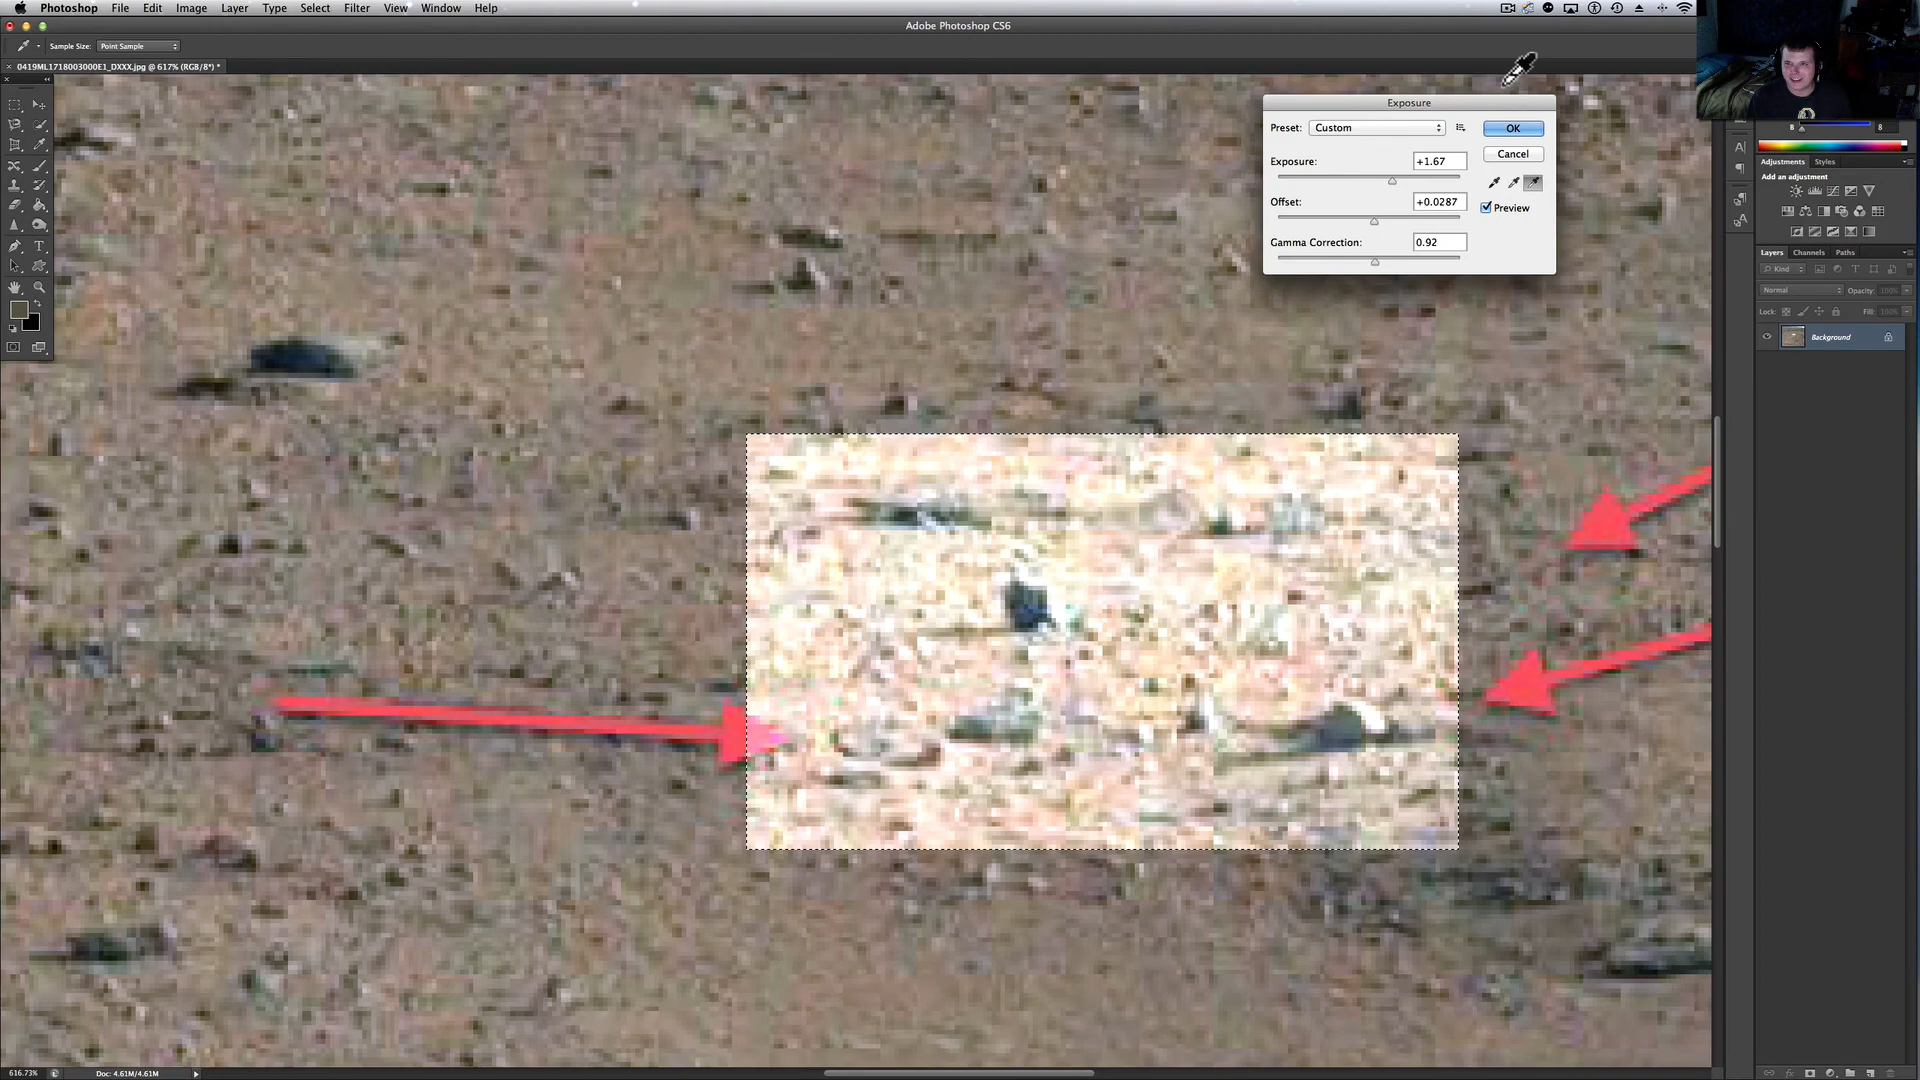 Photoshop File Edit Image Layer Type Select Filter View Window Help
Adobe Photoshop CS6
Sample Size: Point Sample
0419ML1718003000E1_DXXX.jpg @ 617% (RGB/8*) *
Exposure
Preset: Custom
OK
Exposure: +1.67
Cancel
Offset: +0.0287
Preview
Gamma Correction: 0.92
B 8
Adjustments Styles
Add an adjustment
Layers Channels Paths
Kind
Normal Opacity: 100%
Lock: Fill: 100%
Background
616.73% Doc: 4.61M/4.61M